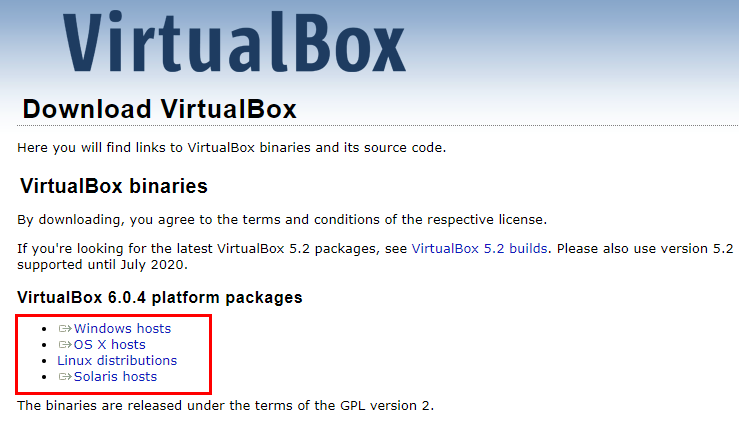 VirtualBox
Download VirtualBox
Here you will find links to VirtualBox binaries and its source code.
VirtualBox binaries
By downloading, you agree to the terms and conditions of the respective license.
If you're looking for the latest VirtualBox 5.2 packages, see VirtualBox 5.2 builds. Please also use version 5.2
supported until July 2020.
VirtualBox 6.0.4 platform packages
Windows hosts
OS X hosts
Linux distributions
Solaris hosts
The binaries are released under the terms of the GPL version 2.